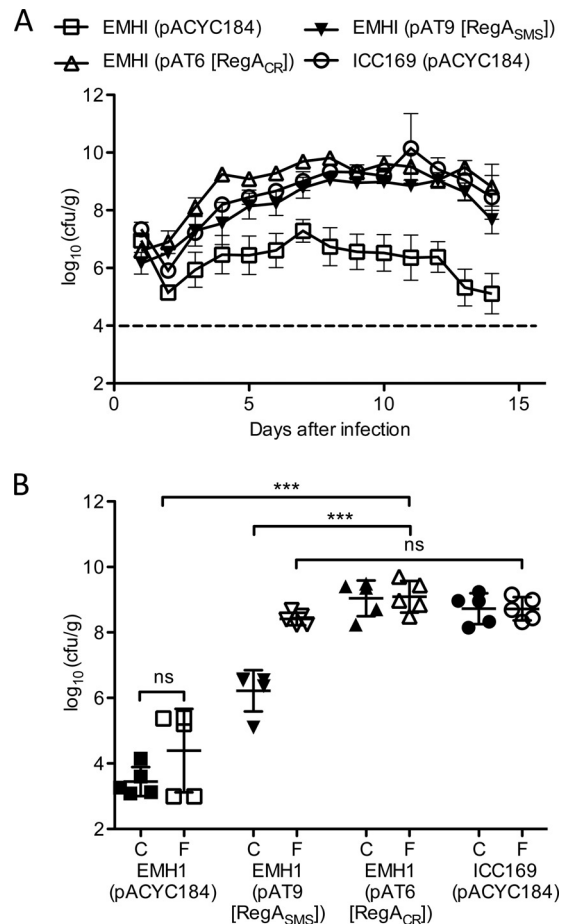 A
EMHI (pACYC184)
EMHI (pAT9 [RegA_SMS])
EMHI (pAT6 [RegA_CR])
ICC169 (pACYC184)
12
10
8
6
4
2
log10(cfu/g)
0 5 10 15
Days after infection
B
***
***
ns
ns
12
10
8
6
4
2
log10(cfu/g)
C F C F C F C F
EMH1 EMH1 EMH1 ICC169
(pACYC184) (pAT9 (pAT6 (pACYC184)
[RegA_SMS]) [RegA_CR])